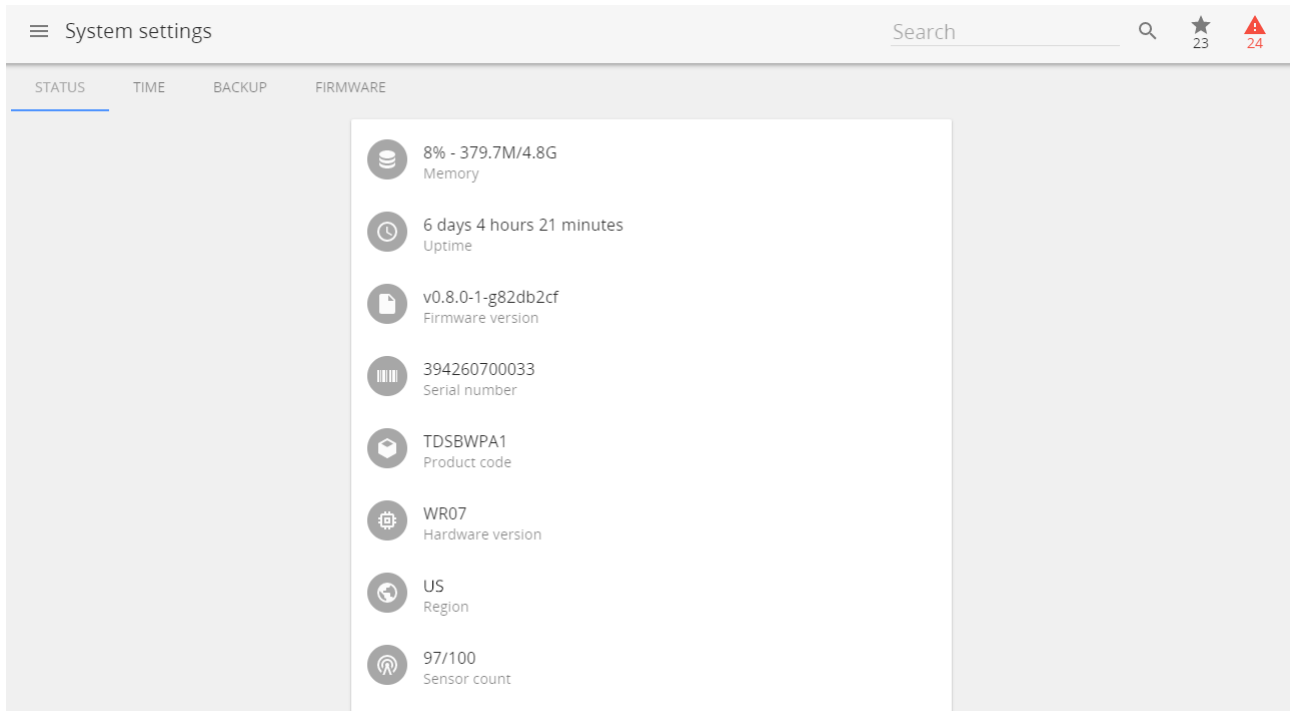 System settings
Search
23
24
STATUS TIME BACKUP FIRMWARE
8% - 379.7M/4.8G
Memory
6 days 4 hours 21 minutes
Uptime
v0.8.0-1-g82db2cf
Firmware version
394260700033
Serial number
TDSBWPA1
Product code
WR07
Hardware version
US
Region
97/100
Sensor count